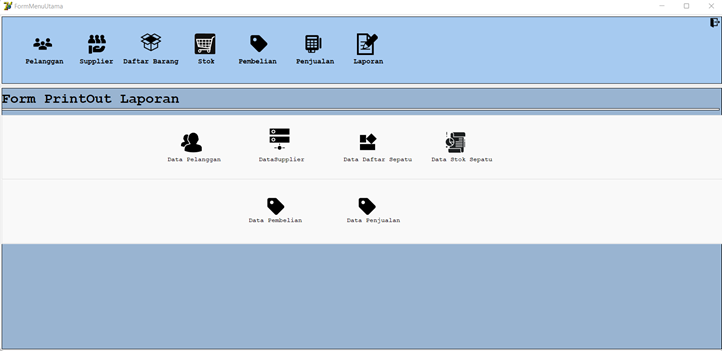 FormMenuUtama
Pelanggan Supplier Daftar Barang Stok Pembelian Penjualan Laporan
Form PrintOut Laporan
Data Pelanggan DataSupplier Data Daftar Sepatu Data Stok Sepatu
Data Pembelian Data Penjualan